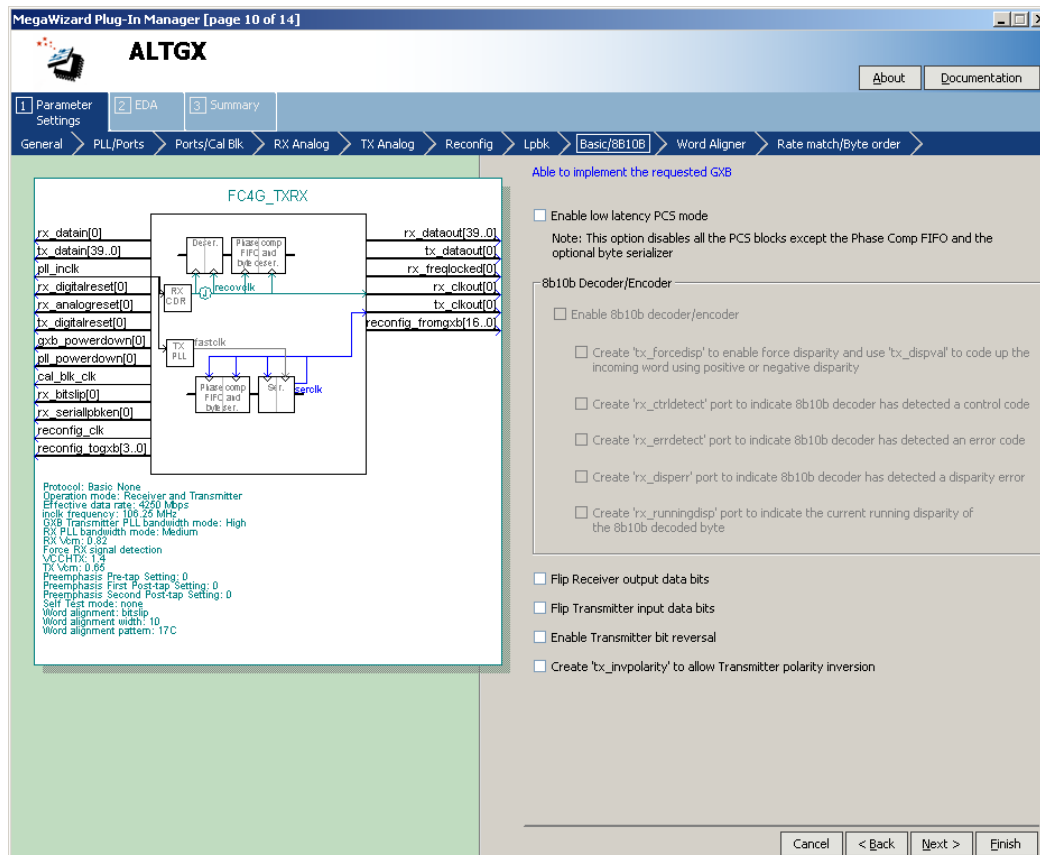 MegaWizard Plug-In Manager [page 10 of 14]
ALTGX
About
Documentation
1 Parameter Settings
2 EDA
3 Summary
General
PLL/Ports
Ports/Cal Blk
RX Analog
TX Analog
Reconfig
Lpbk
Basic/8B10B
Word Aligner
Rate match/Byte order
FC4G_TXRX
rx_datain[0]
tx_datain[39..0]
pll_inclk
rx_digitalreset[0]
rx_analogreset[0]
tx_digitalreset[0]
gxb_powerdown[0]
pll_powerdown[0]
cal_blk_clk
rx_bitslip[0]
rx_seriallpbken[0]
reconfig_clk
reconfig_togxb[3..0]
Deser.
Phase comp
FIFO and
byte deser.
RX
CDR
recovclk
TX
PLL
fastclk
Phase comp
FIFO and
byte ser.
Ser.
serclk
rx_dataout[39..0]
tx_dataout[0]
rx_freqlocked[0]
rx_clkout[0]
tx_clkout[0]
reconfig_fromgxb[16..0]
Protocol: Basic None
Operation mode: Receiver and Transmitter
Effective data rate: 4250 Mbps
inclk frequency: 106.25 MHz
GXB Transmitter PLL bandwidth mode: High
RX PLL bandwidth mode: Medium
RX Vcm: 0.82
Force RX signal detection
VCCHTX: 1.4
TX Vcm: 0.65
Preemphasis Pre-tap Setting: 0
Preemphasis First Post-tap Setting: 0
Preemphasis Second Post-tap Setting: 0
Self Test mode: none
Word alignment: bitslip
Word alignment width: 10
Word alignment pattern: 17C
Able to implement the requested GXB
Enable low latency PCS mode
Note: This option disables all the PCS blocks except the Phase Comp FIFO and the
optional byte serializer
8b10b Decoder/Encoder
Enable 8b10b decoder/encoder
Create 'tx_forcedisp' to enable force disparity and use 'tx_dispval' to code up the
incoming word using positive or negative disparity
Create 'rx_ctrldetect' port to indicate 8b10b decoder has detected a control code
Create 'rx_errdetect' port to indicate 8b10b decoder has detected an error code
Create 'rx_disperr' port to indicate 8b10b decoder has detected a disparity error
Create 'rx_runningdisp' port to indicate the current running disparity of
the 8b10b decoded byte
Flip Receiver output data bits
Flip Transmitter input data bits
Enable Transmitter bit reversal
Create 'tx_invpolarity' to allow Transmitter polarity inversion
Cancel
< Back
Next >
Finish